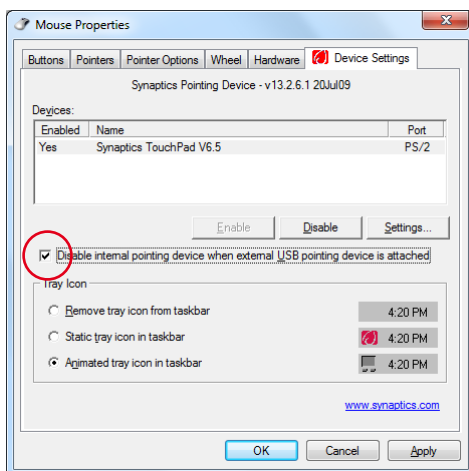 Mouse Properties
Buttons Pointers Pointer Options Wheel Hardware Device Settings
Synaptics Pointing Device - v13.2.6.1 20Jul09
Devices:
Enabled Name Port
Yes Synaptics TouchPad V6.5 PS/2
Enable Disable Settings...
Disable internal pointing device when external USB pointing device is attached
Tray Icon
Remove tray icon from taskbar 4:20 PM
Static tray icon in taskbar 4:20 PM
Animated tray icon in taskbar 4:20 PM
www.synaptics.com
OK Cancel Apply